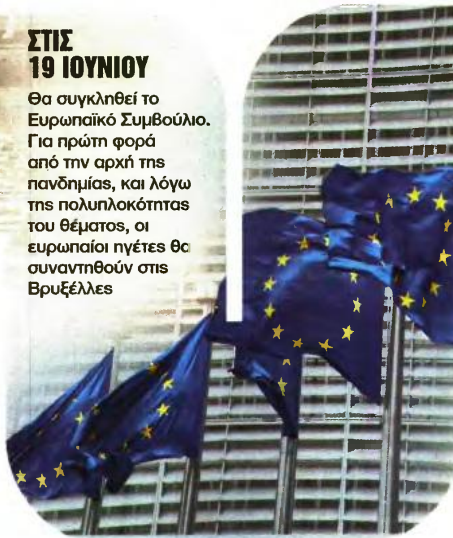 ΣΤΙΣ
19 ΙΟΥΝΙΟΥ
Θα συγκληθεί το
Ευρωπαϊκό Συμβούλιο.
Για πρώτη φορά
από την αρχή της
πανδημίας, και λόγω
της πολυπλοκότητας
του θέματος, οι
ευρωπαίοι ηγέτες θα
συναντηθούν στις
Βρυξέλλες